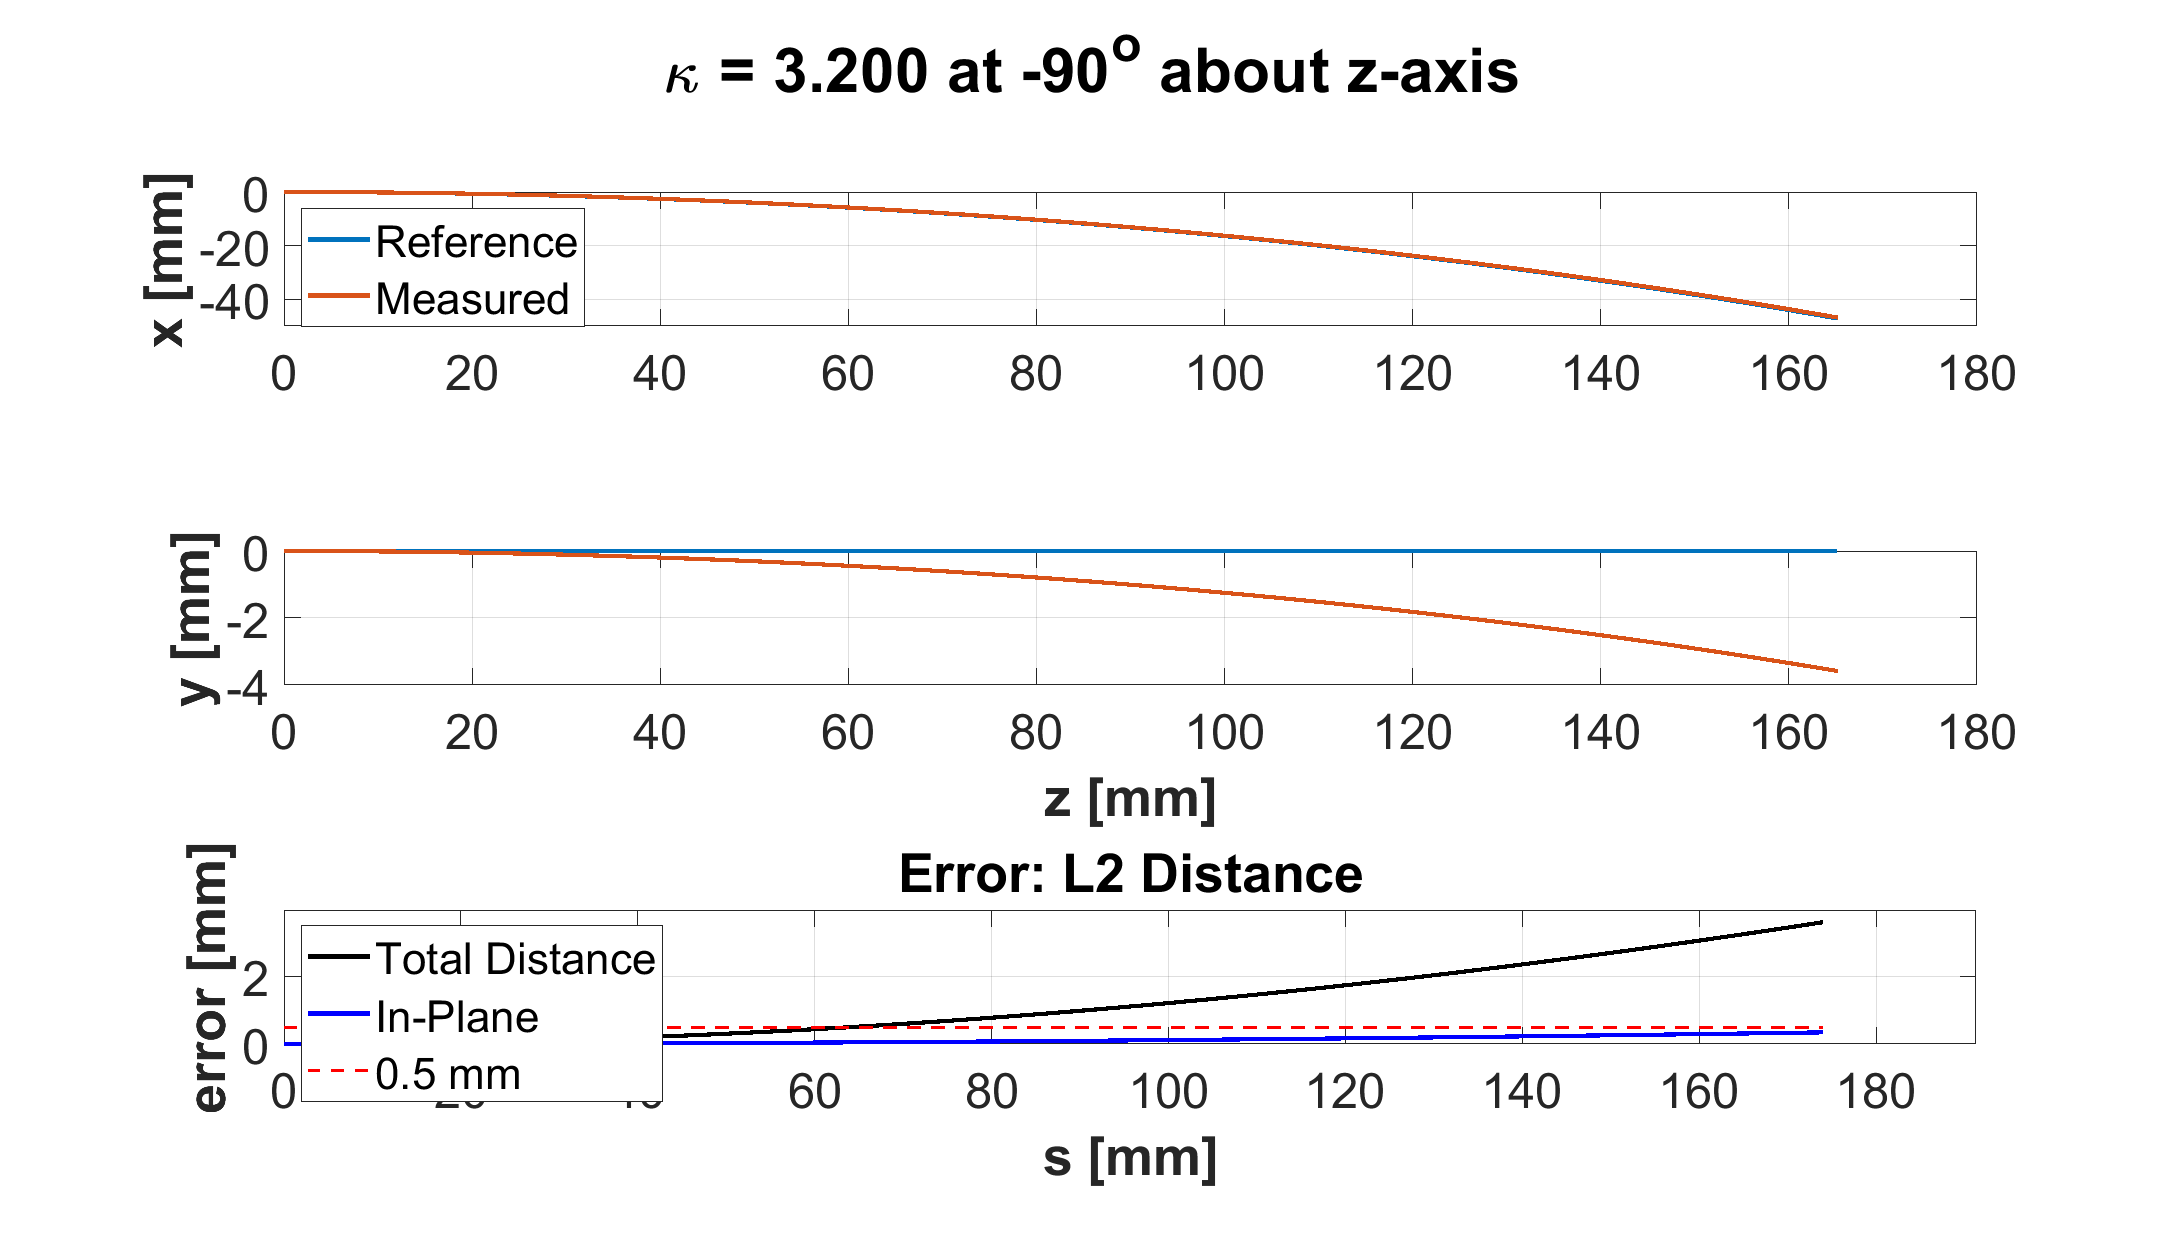 κ = 3.200 at -90° about z-axis
x [mm]
0
-20
-40
Reference
Measured
0 20 40 60 80 100 120 140 160 180
y [mm]
0
-2
-4
0 20 40 60 80 100 120 140 160 180
z [mm]
Error: L2 Distance
error [mm]
2
0
Total Distance
In-Plane
0.5 mm
0 20 40 60 80 100 120 140 160 180
s [mm]